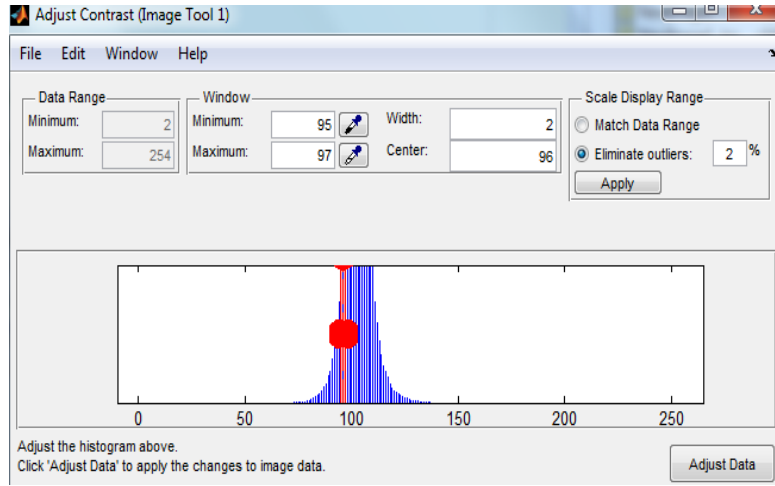 Adjust Contrast (Image Tool 1)
File Edit Window Help
Data Range
Minimum: 2
Maximum: 254
Window
Minimum: 95
Maximum: 97
Width: 2
Center: 96
Scale Display Range
Match Data Range
Eliminate outliers: 2 %
Apply
0 50 100 150 200 250
Adjust the histogram above.
Click 'Adjust Data' to apply the changes to image data.
Adjust Data